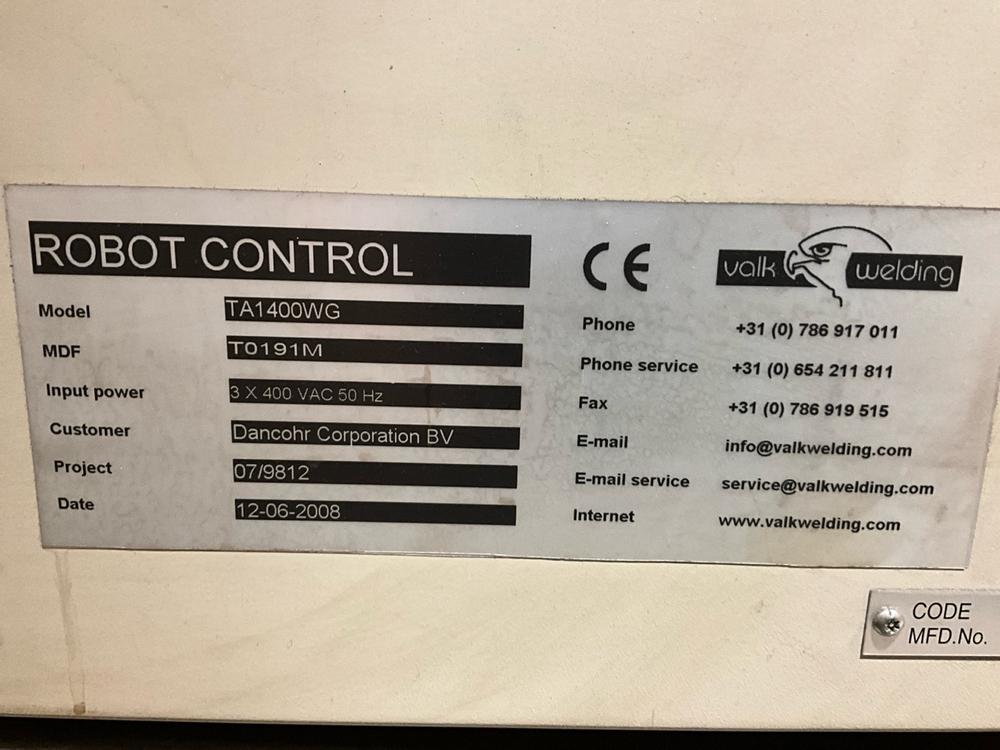 ROBOT CONTROL
Model TA1400WG
MDF T0191M
Input power 3 X 400 VAC 50 Hz
Customer Dancohr Corporation BV
Project 07/9812
Date 12-06-2008
CE
valk welding
Phone +31 (0) 786 917 011
Phone service +31 (0) 654 211 811
Fax +31 (0) 786 919 515
E-mail info@valkwelding.com
E-mail service service@valkwelding.com
Internet www.valkwelding.com
CODE
MFD.No.